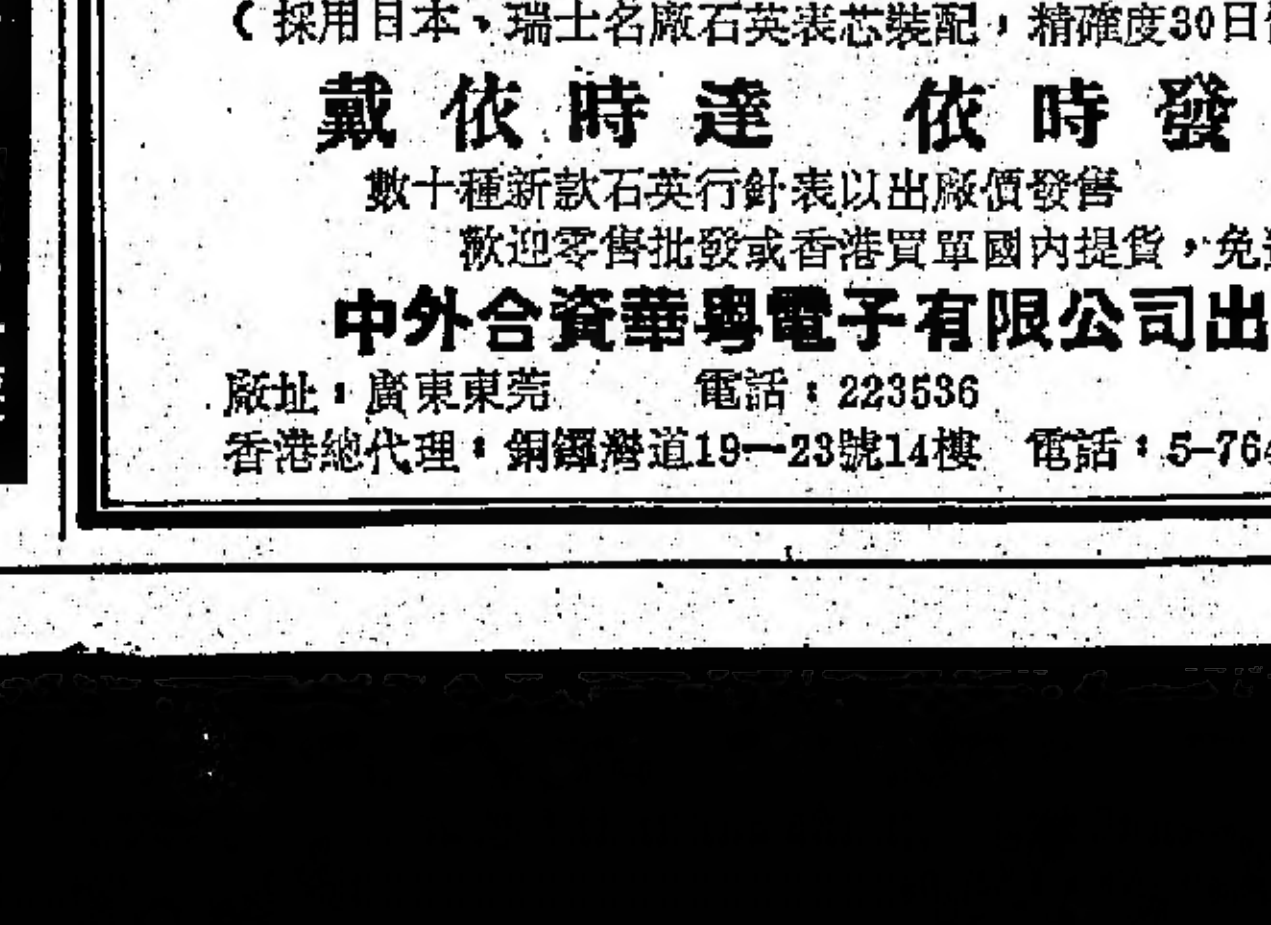 （採用日本、瑞士名廠石英表芯裝配，精確度30日
戴依時達 依時發
數十種新款石英行針表以出廠價發售
歡迎零售批發或香港買單國內提貨，免
中外合資華粵電子有限公司出
廠址：廣東東莞 電話：223536
香港總代理：銅鑼灣道19—23號14樓 電話：5-764